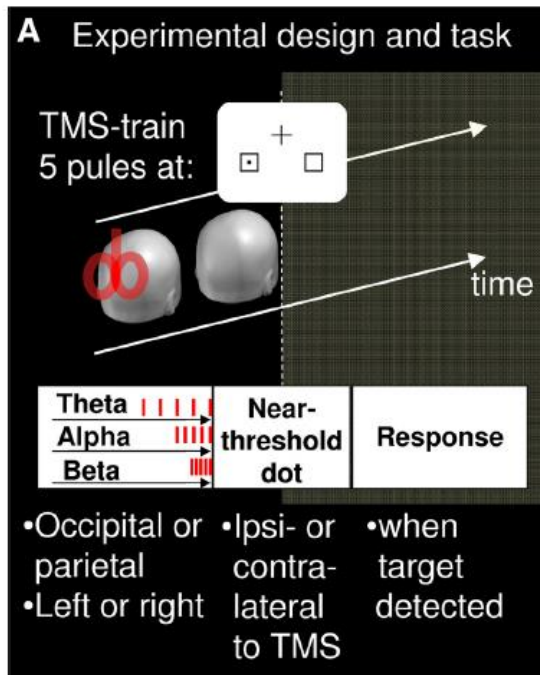 A Experimental design and task
TMS-train
5 pules at:
time
Theta
Alpha
Beta
Near-
threshold
dot
Response
•Occipital or
parietal
•Left or right
•Ipsi- or
contra-
lateral
to TMS
•when
target
detected